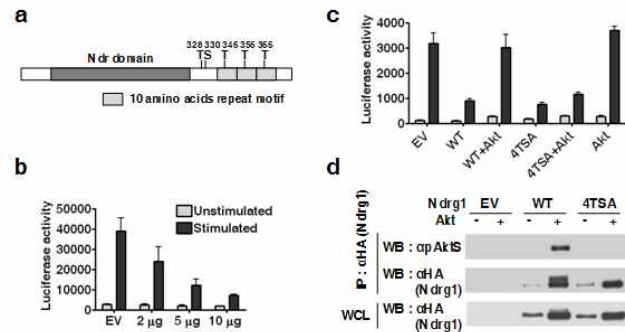 a
328 330 346 356 366
TS T T T
Ndr domain
10 amino acids repeat motif
b
Luciferase activity
50000
40000
30000
20000
10000
0
Unstimulated
Stimulated
EV 2 µg 5 µg 10 µg
c
Luciferase activity
4000
3000
2000
1000
0
EV WT WT+Akt 4TSA 4TSA+Akt Akt
d
Ndrg1 EV WT 4TSA
Akt - + - + - +
IP : αHA (Ndrg1)
WB : αpAktS
WB : αHA
(Ndrg1)
WCL
WB : αHA
(Ndrg1)